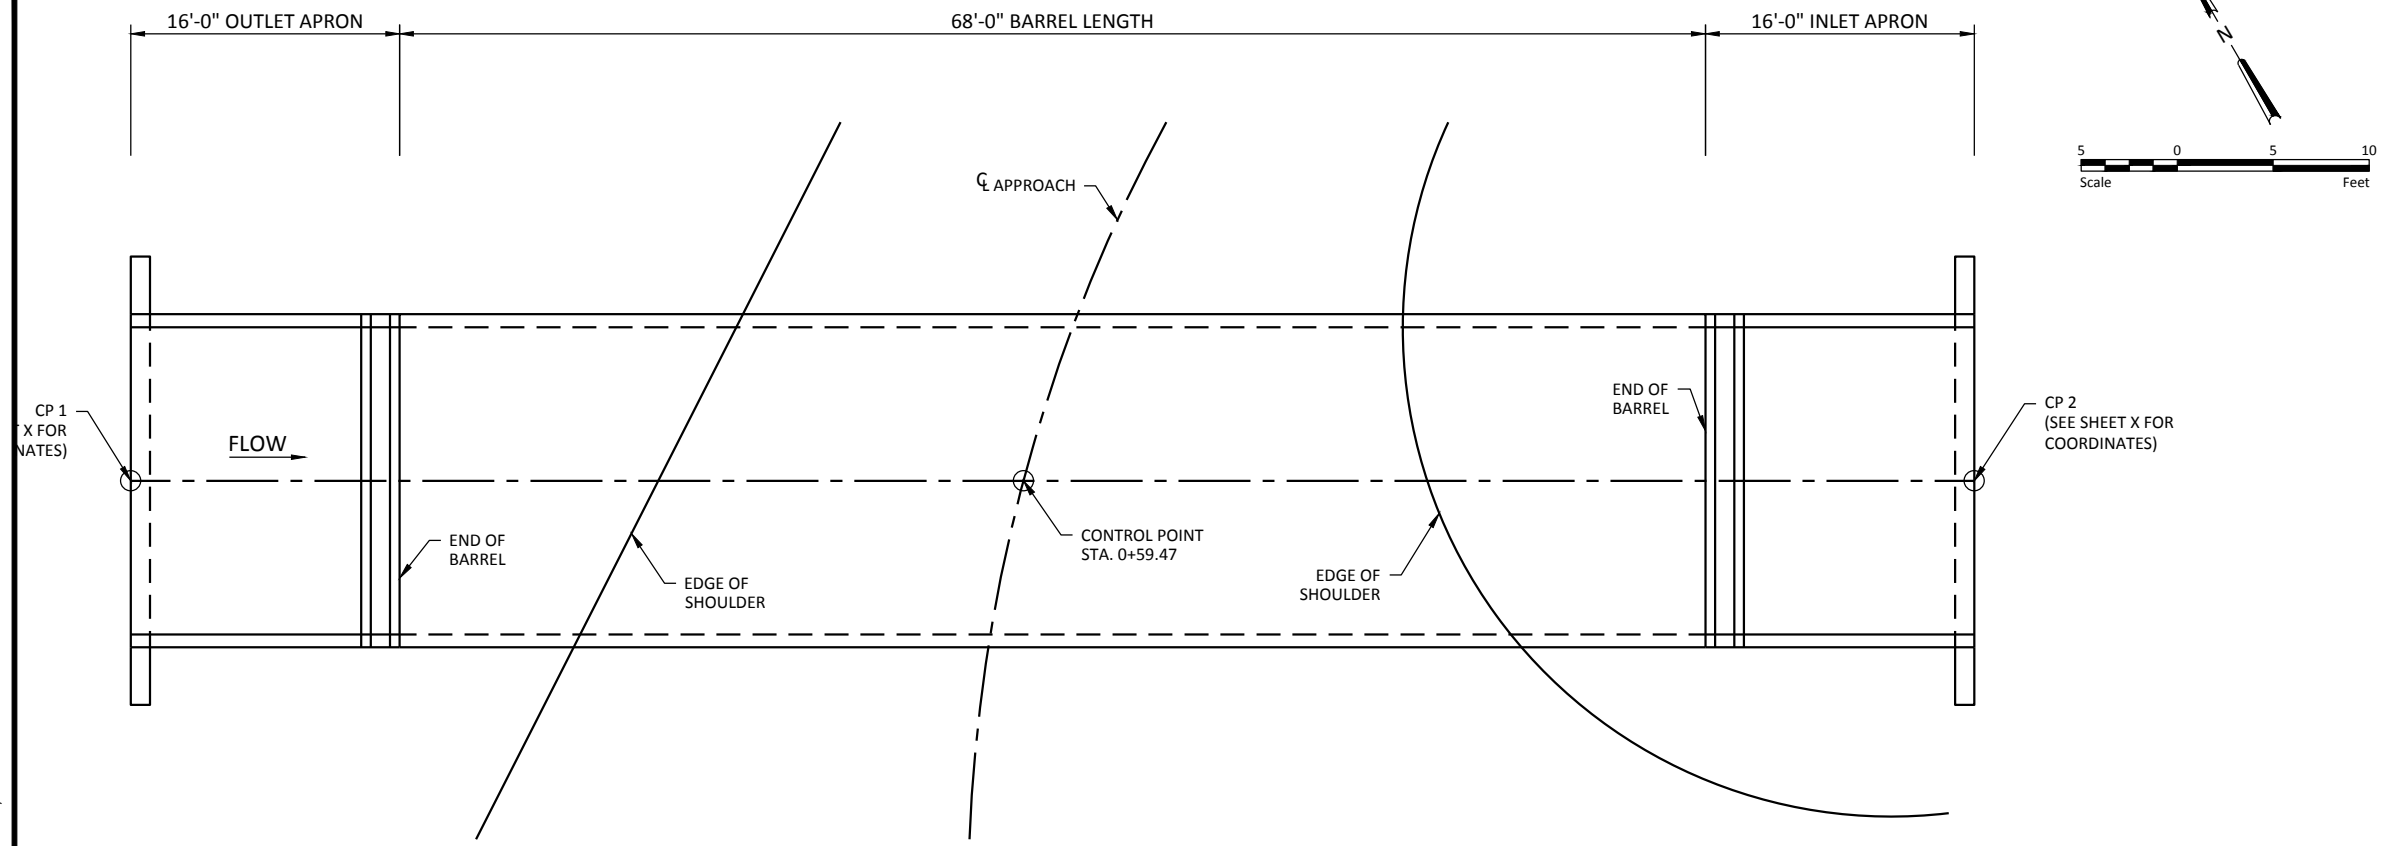 16'-0" OUTLET APRON
68'-0" BARREL LENGTH
16'-0" INLET APRON
N
5 0 5 10
Scale Feet
℄ APPROACH
CP 1
X FOR
NATES)
FLOW
END OF
BARREL
EDGE OF
SHOULDER
CONTROL POINT
STA. 0+59.47
EDGE OF
SHOULDER
END OF
BARREL
CP 2
(SEE SHEET X FOR
COORDINATES)